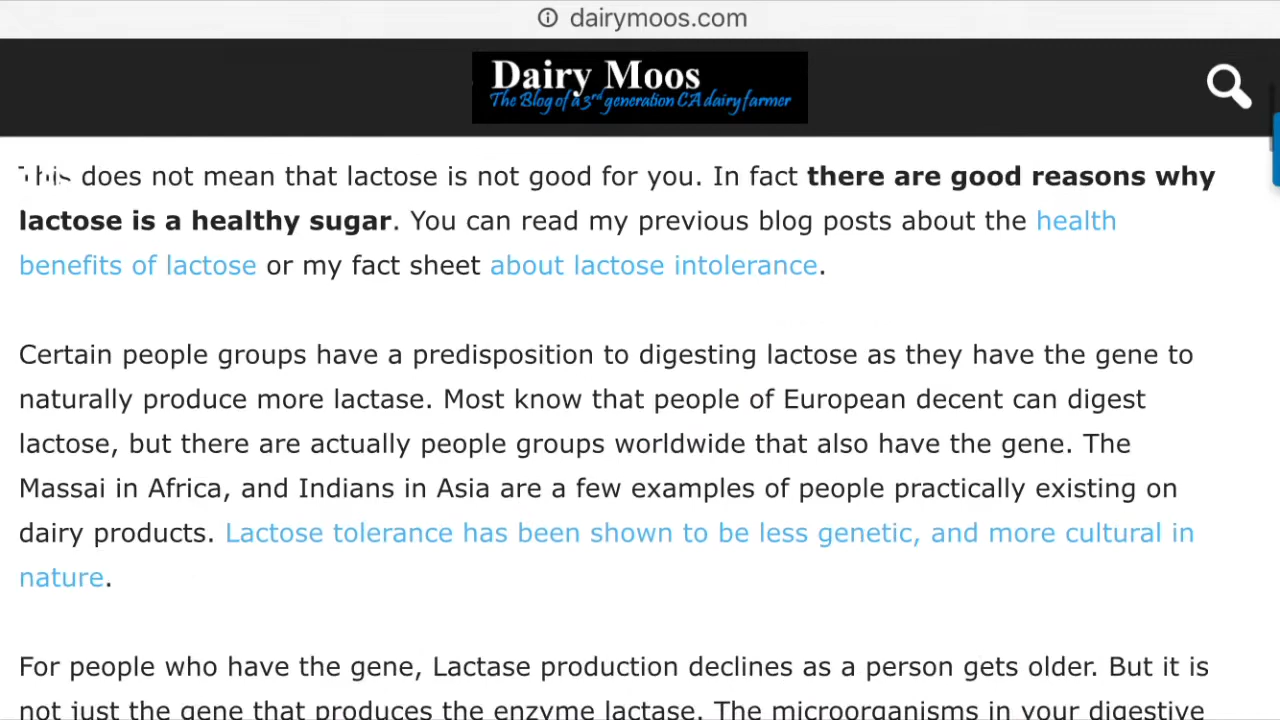 dairymoos.com
Dairy Moos
The Blog of a 3rd generation CA dairy farmer
This does not mean that lactose is not good for you. In fact there are good reasons why
lactose is a healthy sugar. You can read my previous blog posts about the health
benefits of lactose or my fact sheet about lactose intolerance.
Certain people groups have a predisposition to digesting lactose as they have the gene to
naturally produce more lactase. Most know that people of European decent can digest
lactose, but there are actually people groups worldwide that also have the gene. The
Massai in Africa, and Indians in Asia are a few examples of people practically existing on
dairy products. Lactose tolerance has been shown to be less genetic, and more cultural in
nature.
For people who have the gene, Lactase production declines as a person gets older. But it is
not just the gene that produces the enzyme lactase. The microorganisms in your digestive